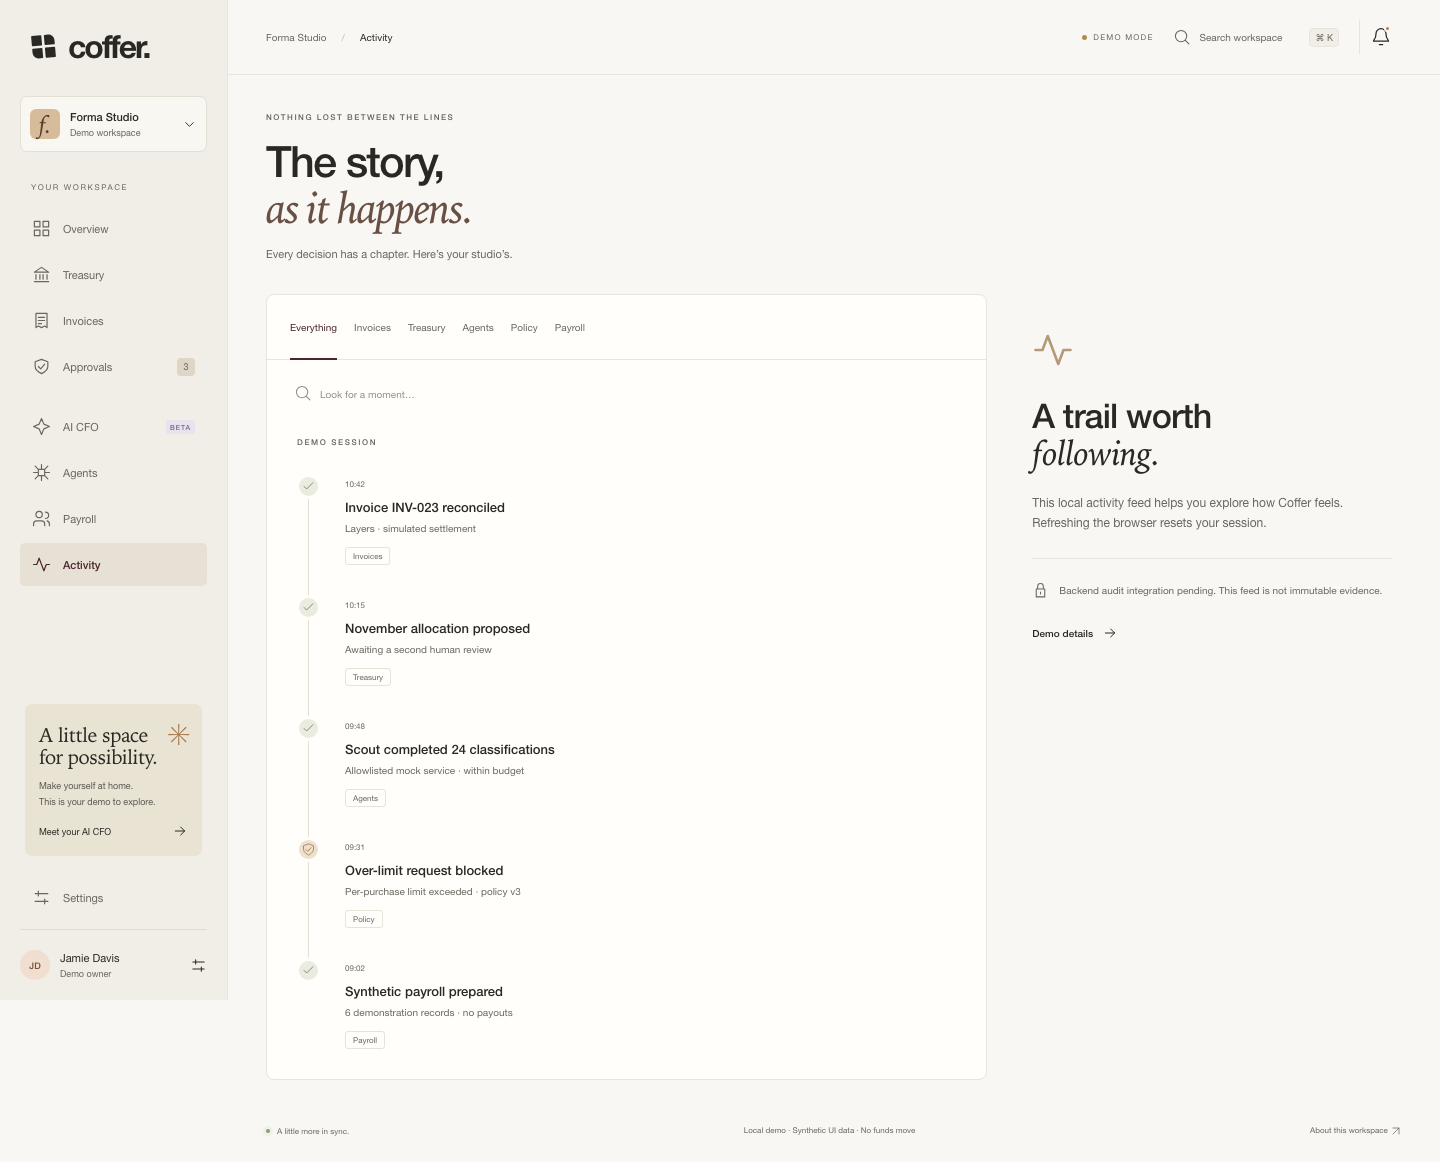 coffer.
f.
Forma Studio
Demo workspace
YOUR WORKSPACE
Overview
Treasury
Invoices
Approvals
3
AI CFO
BETA
Agents
Payroll
Activity
A little space
for possibility.
Make yourself at home.
This is your demo to explore.
Meet your AI CFO
Settings
JD
Jamie Davis
Demo owner
Forma Studio / Activity
DEMO MODE
Search workspace
⌘ K
NOTHING LOST BETWEEN THE LINES
The story,
as it happens.
Every decision has a chapter. Here’s your studio’s.
Everything Invoices Treasury Agents Policy Payroll
Look for a moment…
DEMO SESSION
10:42
Invoice INV-023 reconciled
Layers · simulated settlement
Invoices
10:15
November allocation proposed
Awaiting a second human review
Treasury
09:48
Scout completed 24 classifications
Allowlisted mock service · within budget
Agents
09:31
Over-limit request blocked
Per-purchase limit exceeded · policy v3
Policy
09:02
Synthetic payroll prepared
6 demonstration records · no payouts
Payroll
A trail worth
following.
This local activity feed helps you explore how Coffer feels.
Refreshing the browser resets your session.
Backend audit integration pending. This feed is not immutable evidence.
Demo details
A little more in sync.
Local demo · Synthetic UI data · No funds move
About this workspace